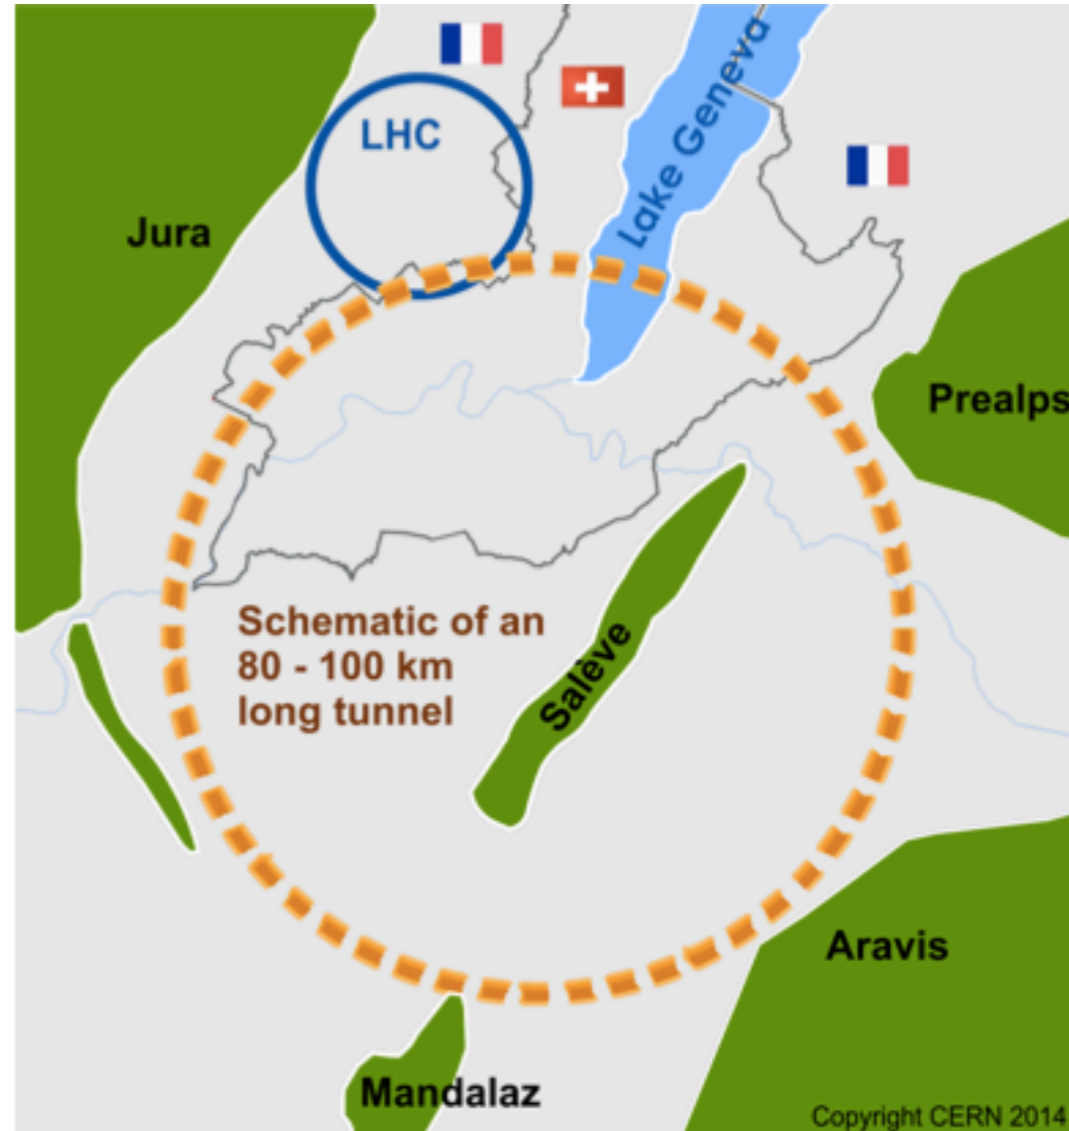 LHC
Lake Geneva
Jura
Prealps
Schematic of an
80 - 100 km
long tunnel
Salève
Aravis
Mandalaz
Copyright CERN 2014